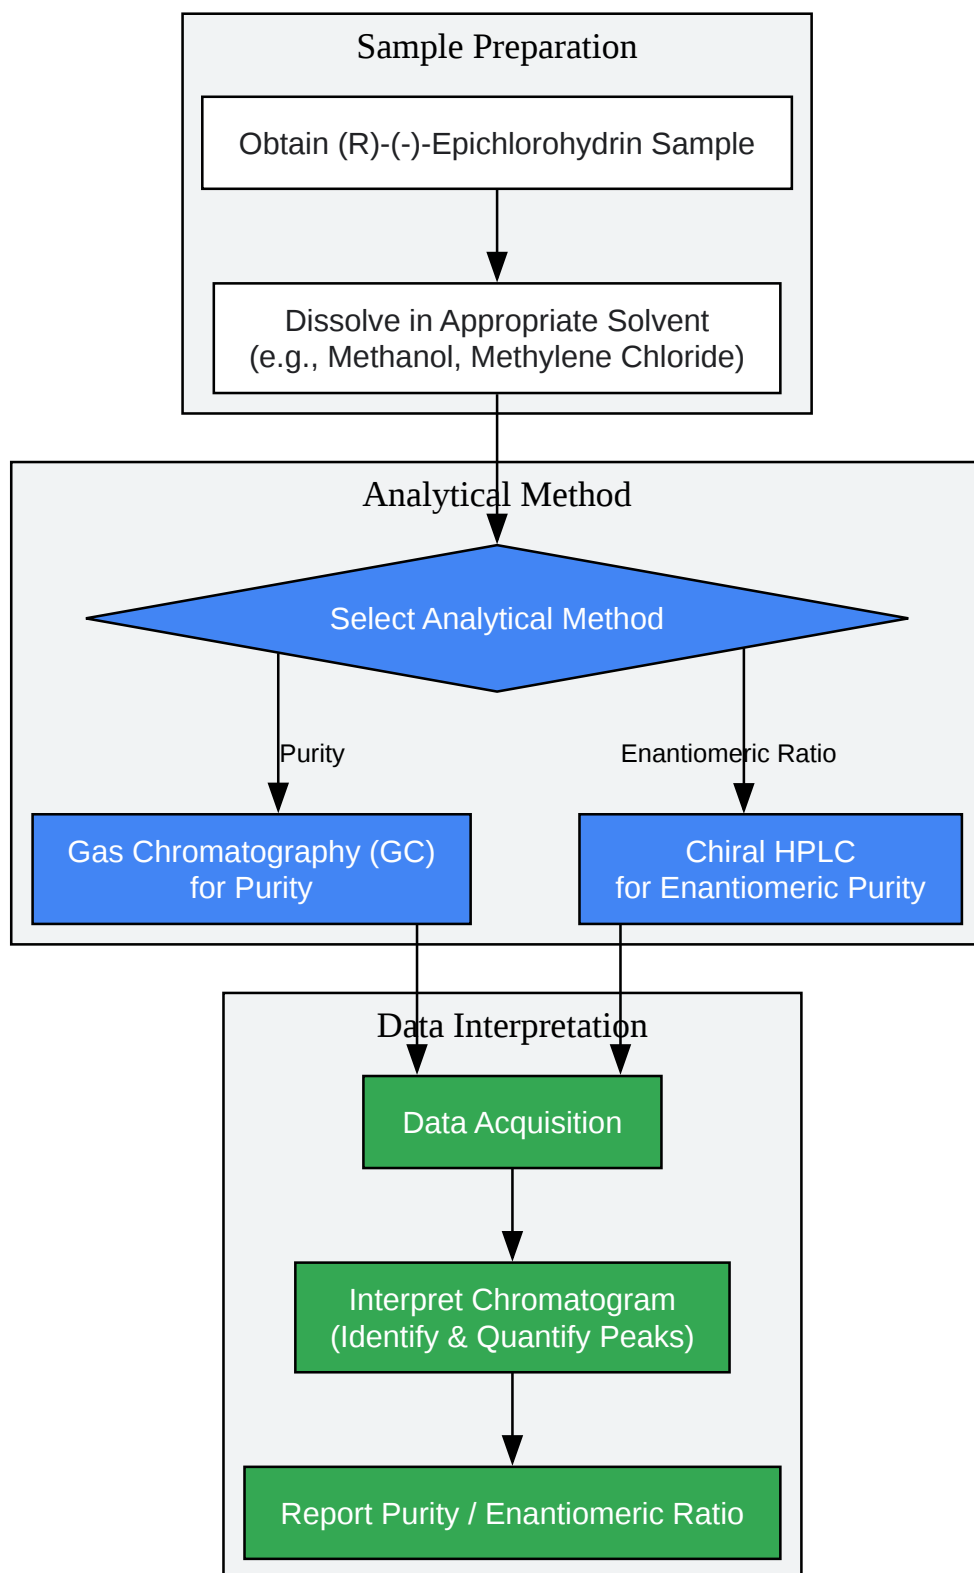 Sample Preparation
Obtain (R)-(-)-Epichlorohydrin Sample
Dissolve in Appropriate Solvent
(e.g., Methanol, Methylene Chloride)
Analytical Method
Select Analytical Method
Purity
Enantiomeric Ratio
Gas Chromatography (GC)
for Purity
Chiral HPLC
for Enantiomeric Purity
Data Interpretation
Data Acquisition
Interpret Chromatogram
(Identify & Quantify Peaks)
Report Purity / Enantiomeric Ratio